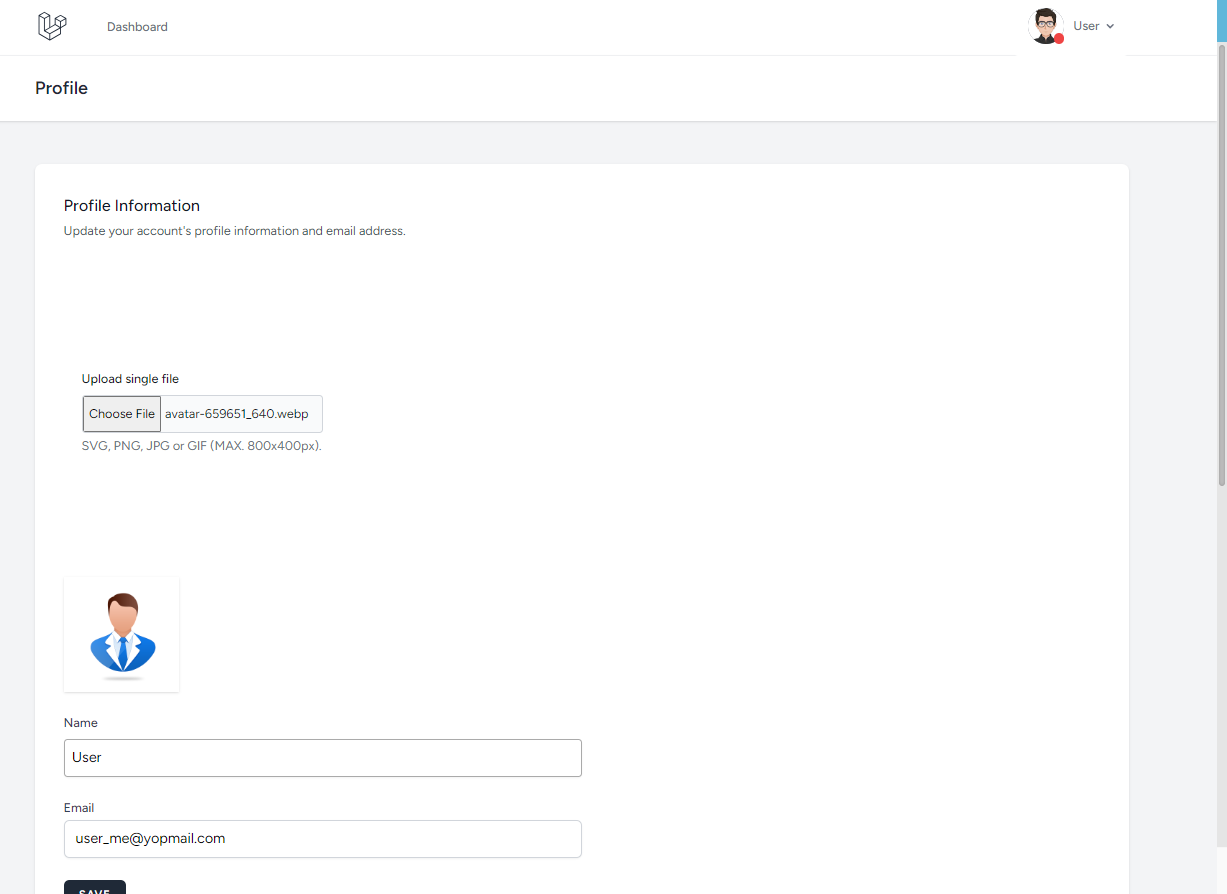 Dashboard
User
Profile
Profile Information
Update your account's profile information and email address.
Upload single file
Choose File avatar-659651_640.webp
SVG, PNG, JPG or GIF (MAX. 800x400px).
Name
User
Email
user_me@yopmail.com
SAVE